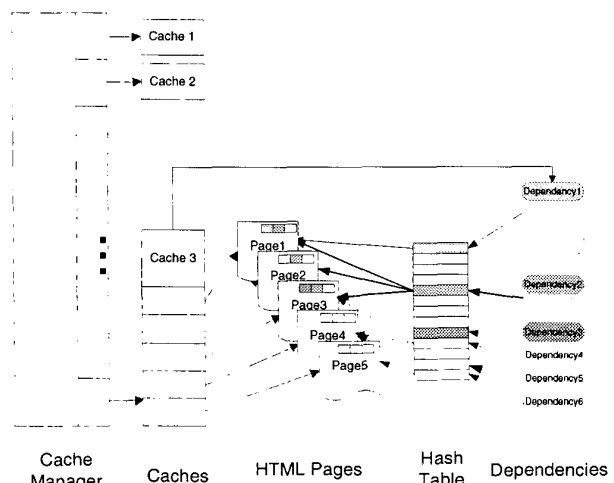 Cache 1
Cache 2
Cache 3
Page1
Page2
Page3
Page4
Page5
Dependency1
Dependency2
Dependency3
Dependency4
Dependency5
Dependency6
Cache
Manager
Caches
HTML Pages
Hash
Table
Dependencies